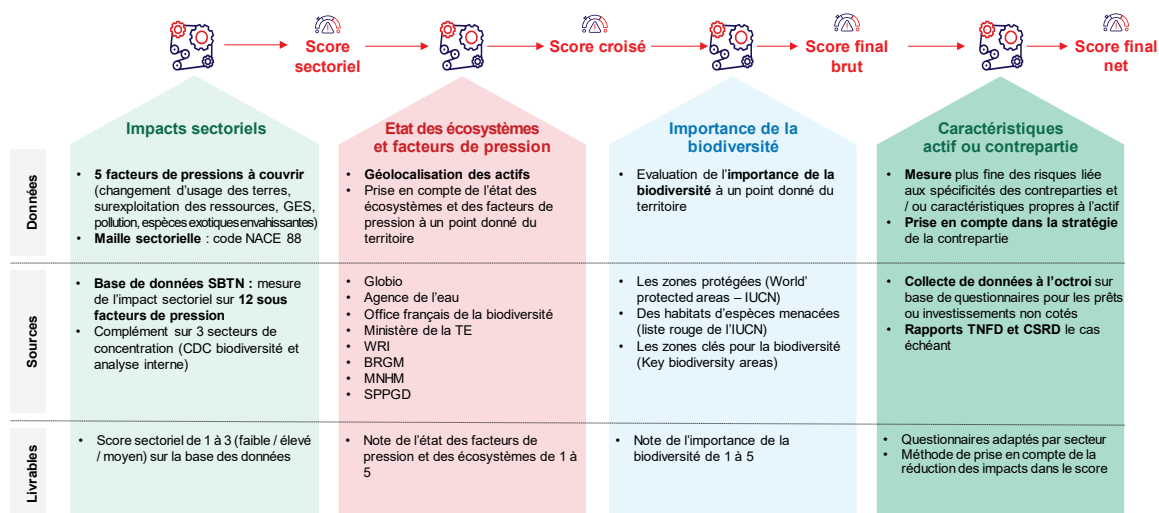 Score
sectoriel
Score croisé
Score final
brut
Score final
net
Impacts sectoriels
Etat des écosystèmes
et facteurs de pression
Importance de la
biodiversité
Caractéristiques
actif ou contrepartie
Données
• 5 facteurs de pressions à couvrir
(changement d'usage des terres,
surexploitation des ressources, GES,
pollution, espèces exotiques envahissantes)
• Maille sectorielle : code NACE 88
• Géolocalisation des actifs
• Prise en compte de l'état des
écosystèmes et des facteurs de
pression à un point donné du
territoire
• Evaluation de l'importance de la
biodiversité à un point donné du
territoire
• Mesure plus fine des risques liée
aux spécificités des contreparties et
/ ou caractéristiques propres à l'actif
• Prise en compte dans la stratégie
de la contrepartie
Sources
• Base de données SBTN : mesure
de l'impact sectoriel sur 12 sous
facteurs de pression
• Complément sur 3 secteurs de
concentration (CDC biodiversité et
analyse interne)
• Globio
• Agence de l'eau
• Office français de la biodiversité
• Ministère de la TE
• WRI
• BRGM
• MNHM
• SPPGD
• Les zones protégées (World'
protected areas – IUCN)
• Des habitats d'espèces menacées
(liste rouge de l'IUCN)
• Les zones clés pour la biodiversité
(Key biodiversity areas)
• Collecte de données à l'octroi sur
base de questionnaires pour les prêts
ou investissements non cotés
• Rapports TNFD et CSRD le cas
échéant
Livrables
• Score sectoriel de 1 à 3 (faible / élevé
/ moyen) sur la base des données
• Note de l'état des facteurs de
pression et des écosystèmes de 1 à
5
• Note de l'importance de la
biodiversité de 1 à 5
• Questionnaires adaptés par secteur
• Méthode de prise en compte de la
réduction des impacts dans le score